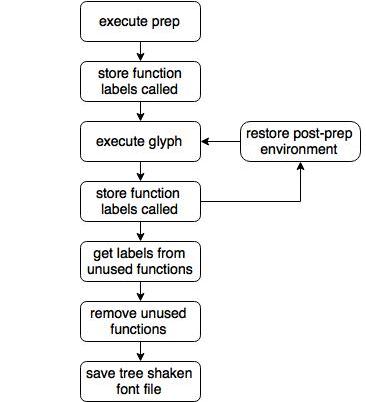 execute prep
store function
labels called
execute glyph
restore post-prep
environment
store function
labels called
get labels from
unused functions
remove unused
functions
save tree shaken
font file